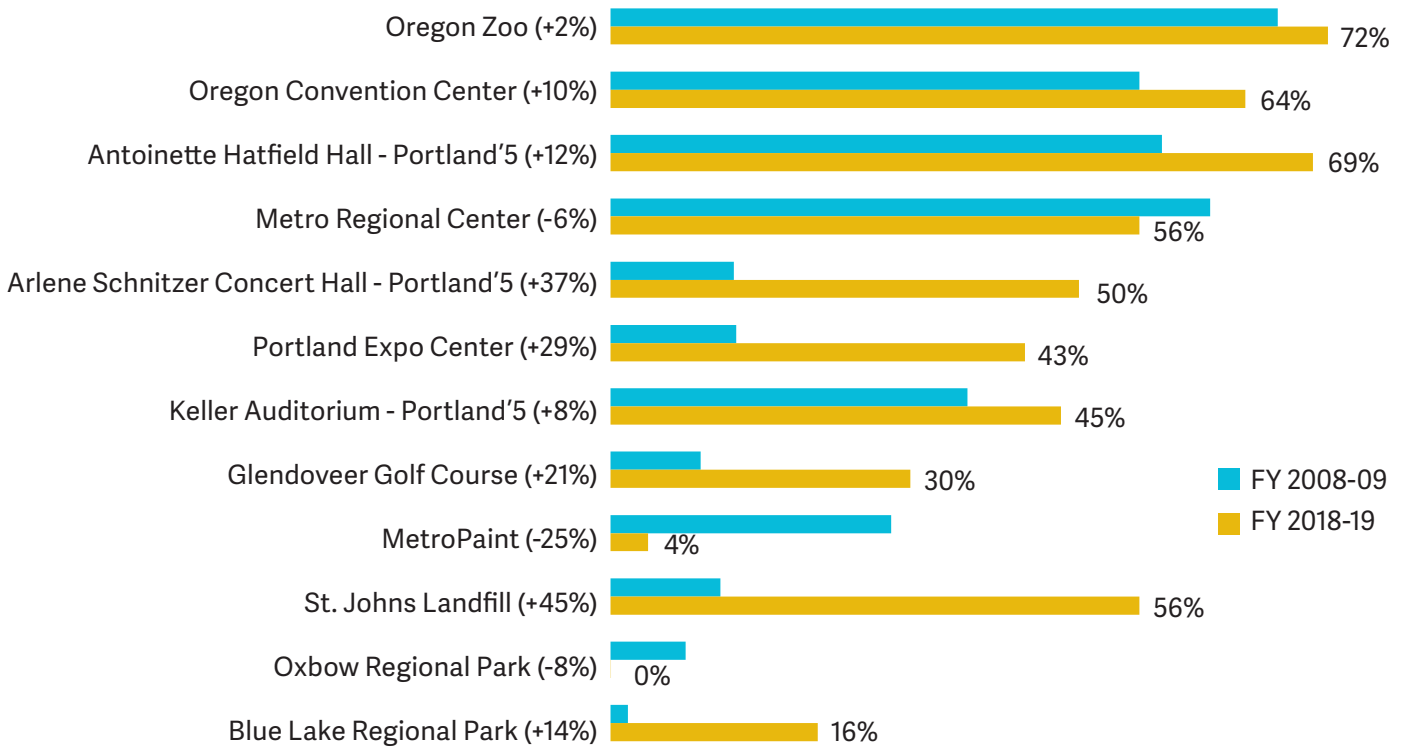 Oregon Zoo (+2%)
72%
Oregon Convention Center (+10%)
64%
Antoinette Hatfield Hall - Portland’5 (+12%)
69%
Metro Regional Center (-6%)
56%
Arlene Schnitzer Concert Hall - Portland’5 (+37%)
50%
Portland Expo Center (+29%)
43%
Keller Auditorium - Portland’5 (+8%)
45%
Glendoveer Golf Course (+21%)
30%
FY 2008-09
FY 2018-19
MetroPaint (-25%)
4%
St. Johns Landfill (+45%)
56%
Oxbow Regional Park (-8%)
0%
Blue Lake Regional Park (+14%)
16%